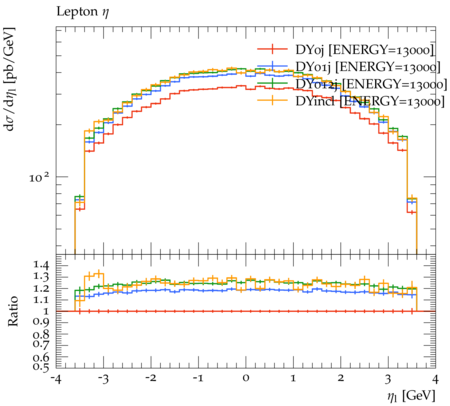 Lepton η
dσ/dηl [pb/GeV]
DY0j [ENERGY=13000]
DY01j [ENERGY=13000]
DY012j [ENERGY=13000]
DYincl [ENERGY=13000]
10²
Ratio
1.4
1.3
1.2
1.1
1
0.9
0.8
0.7
0.6
0.5
-4 -3 -2 -1 0 1 2 3 4
ηl [GeV]